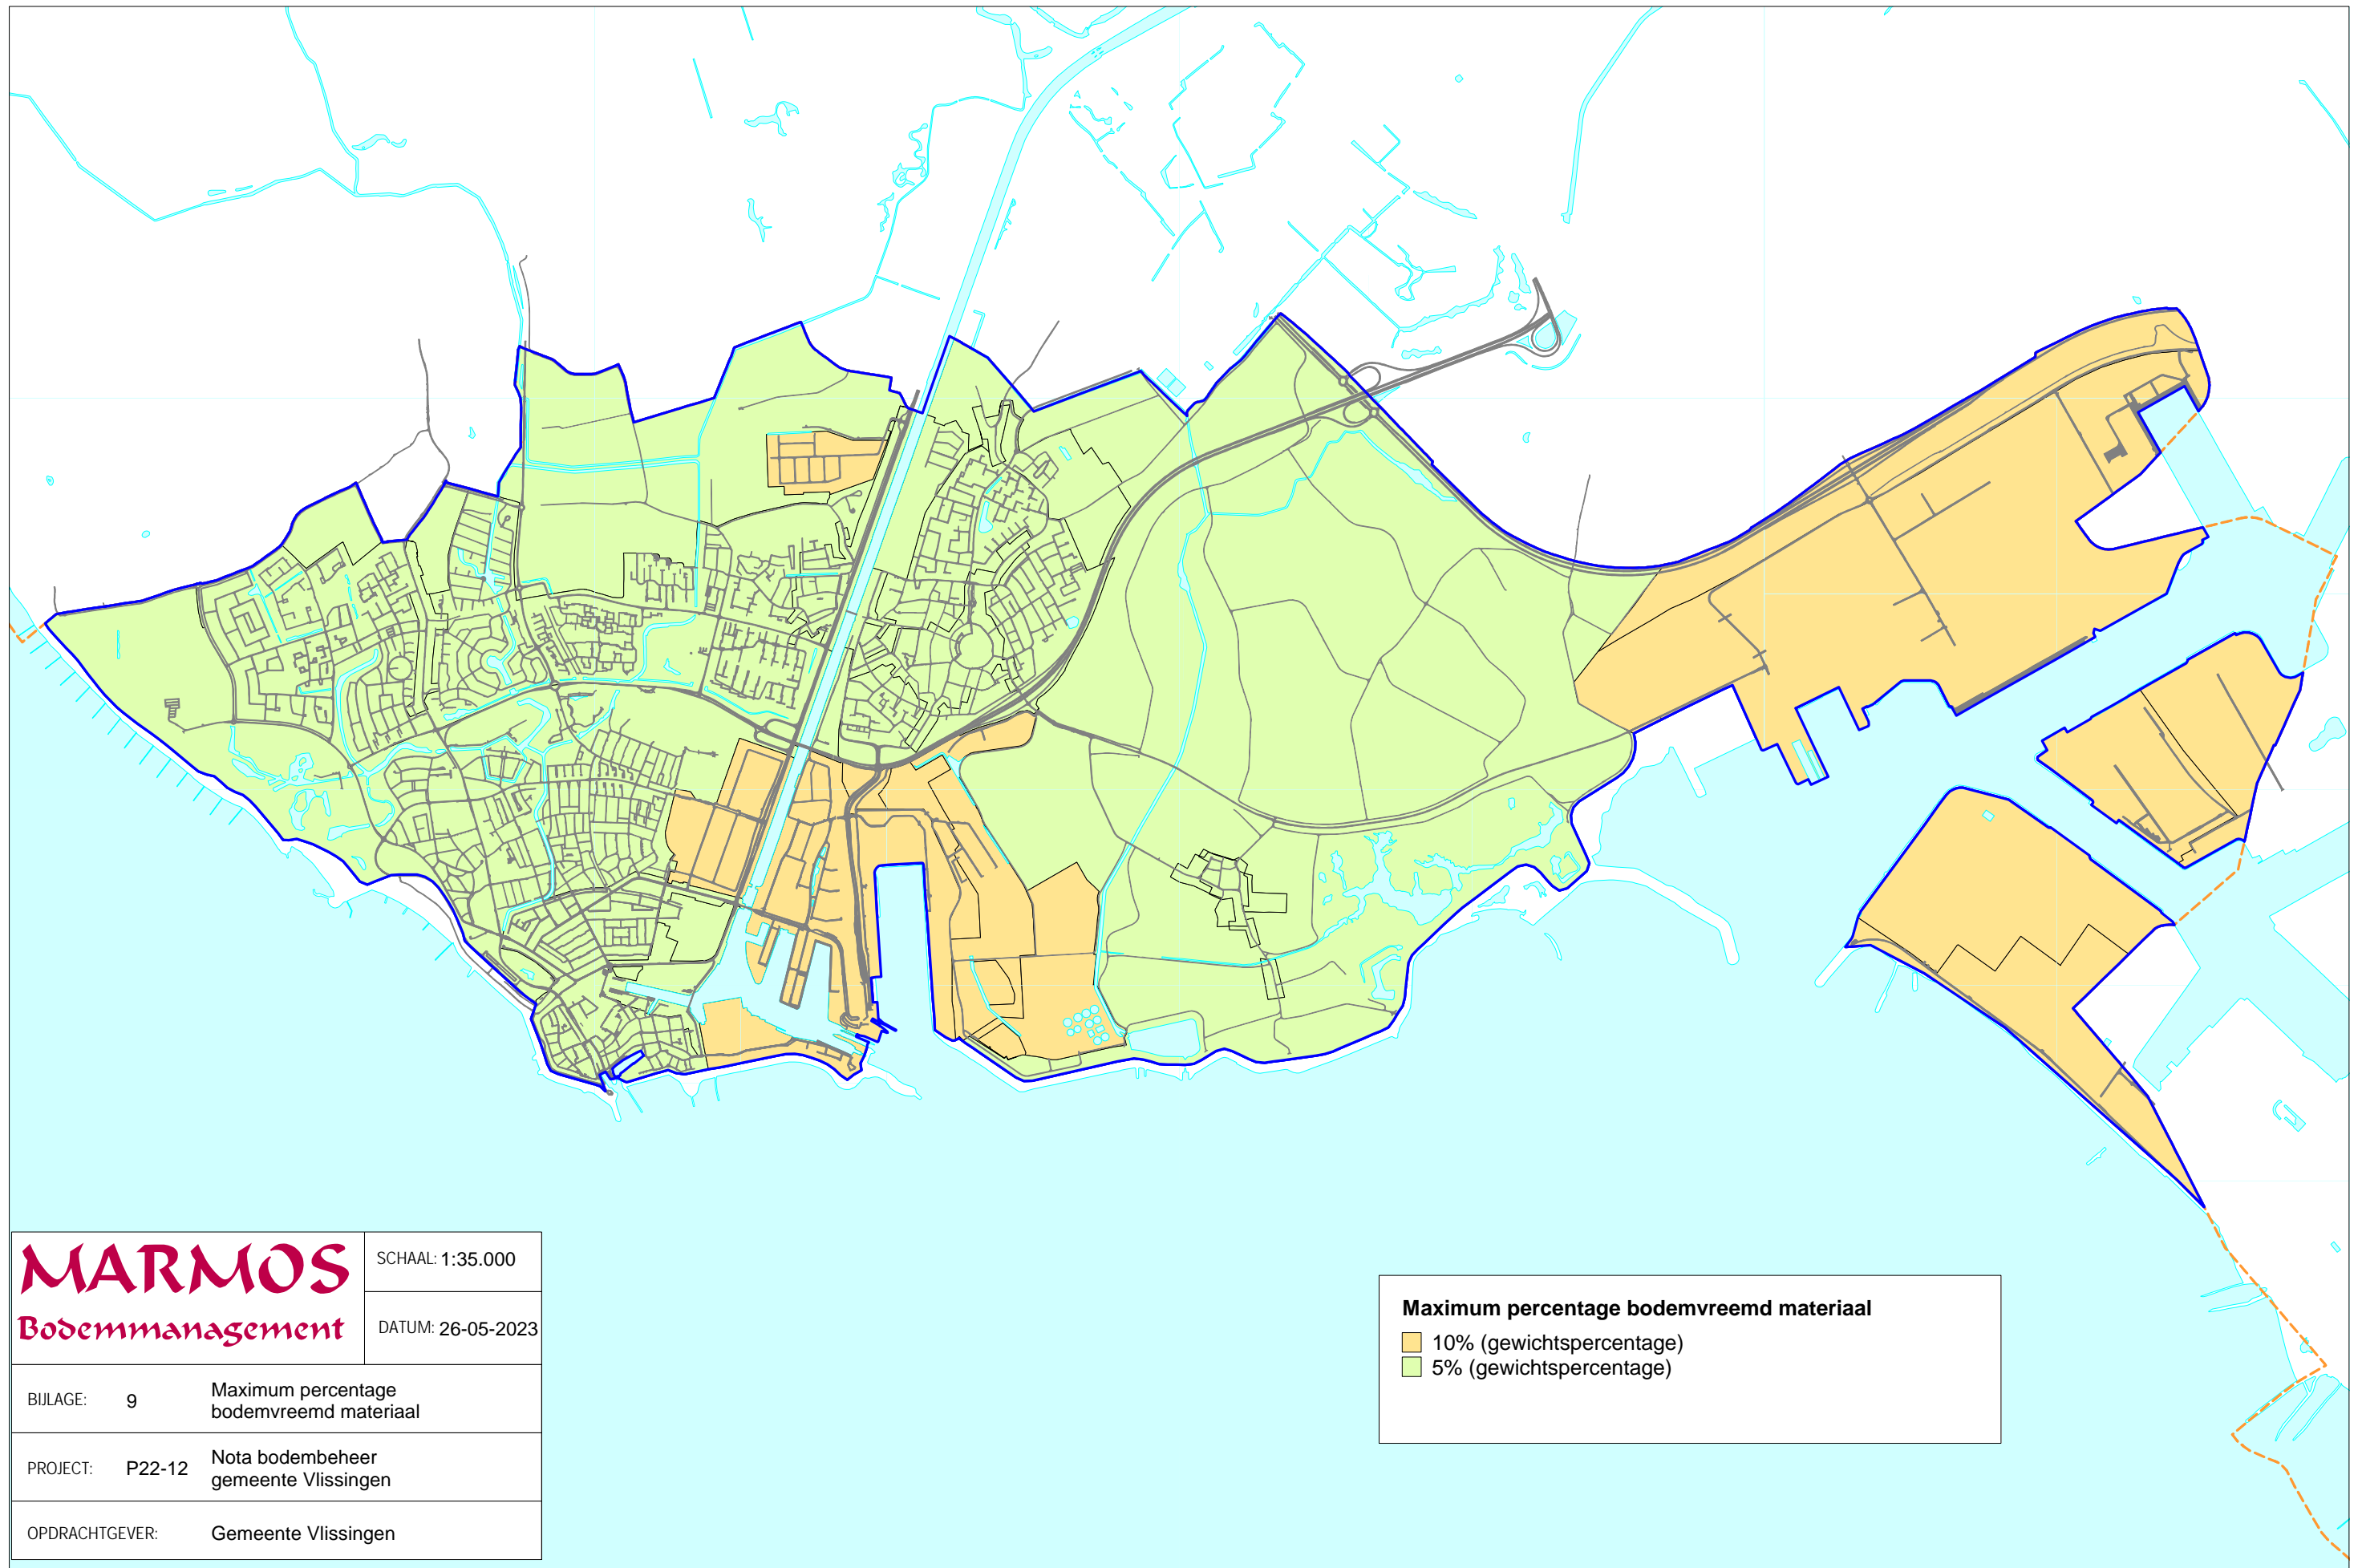 MARMOS
Bodemmanagement
SCHAAL: 1:35.000
DATUM: 26-05-2023
BIJLAGE: 9 Maximum percentage
bodemvreemd materiaal
PROJECT: P22-12 Nota bodembeheer
gemeente Vlissingen
OPDRACHTGEVER: Gemeente Vlissingen
Maximum percentage bodemvreemd materiaal
10% (gewichtspercentage)
5% (gewichtspercentage)